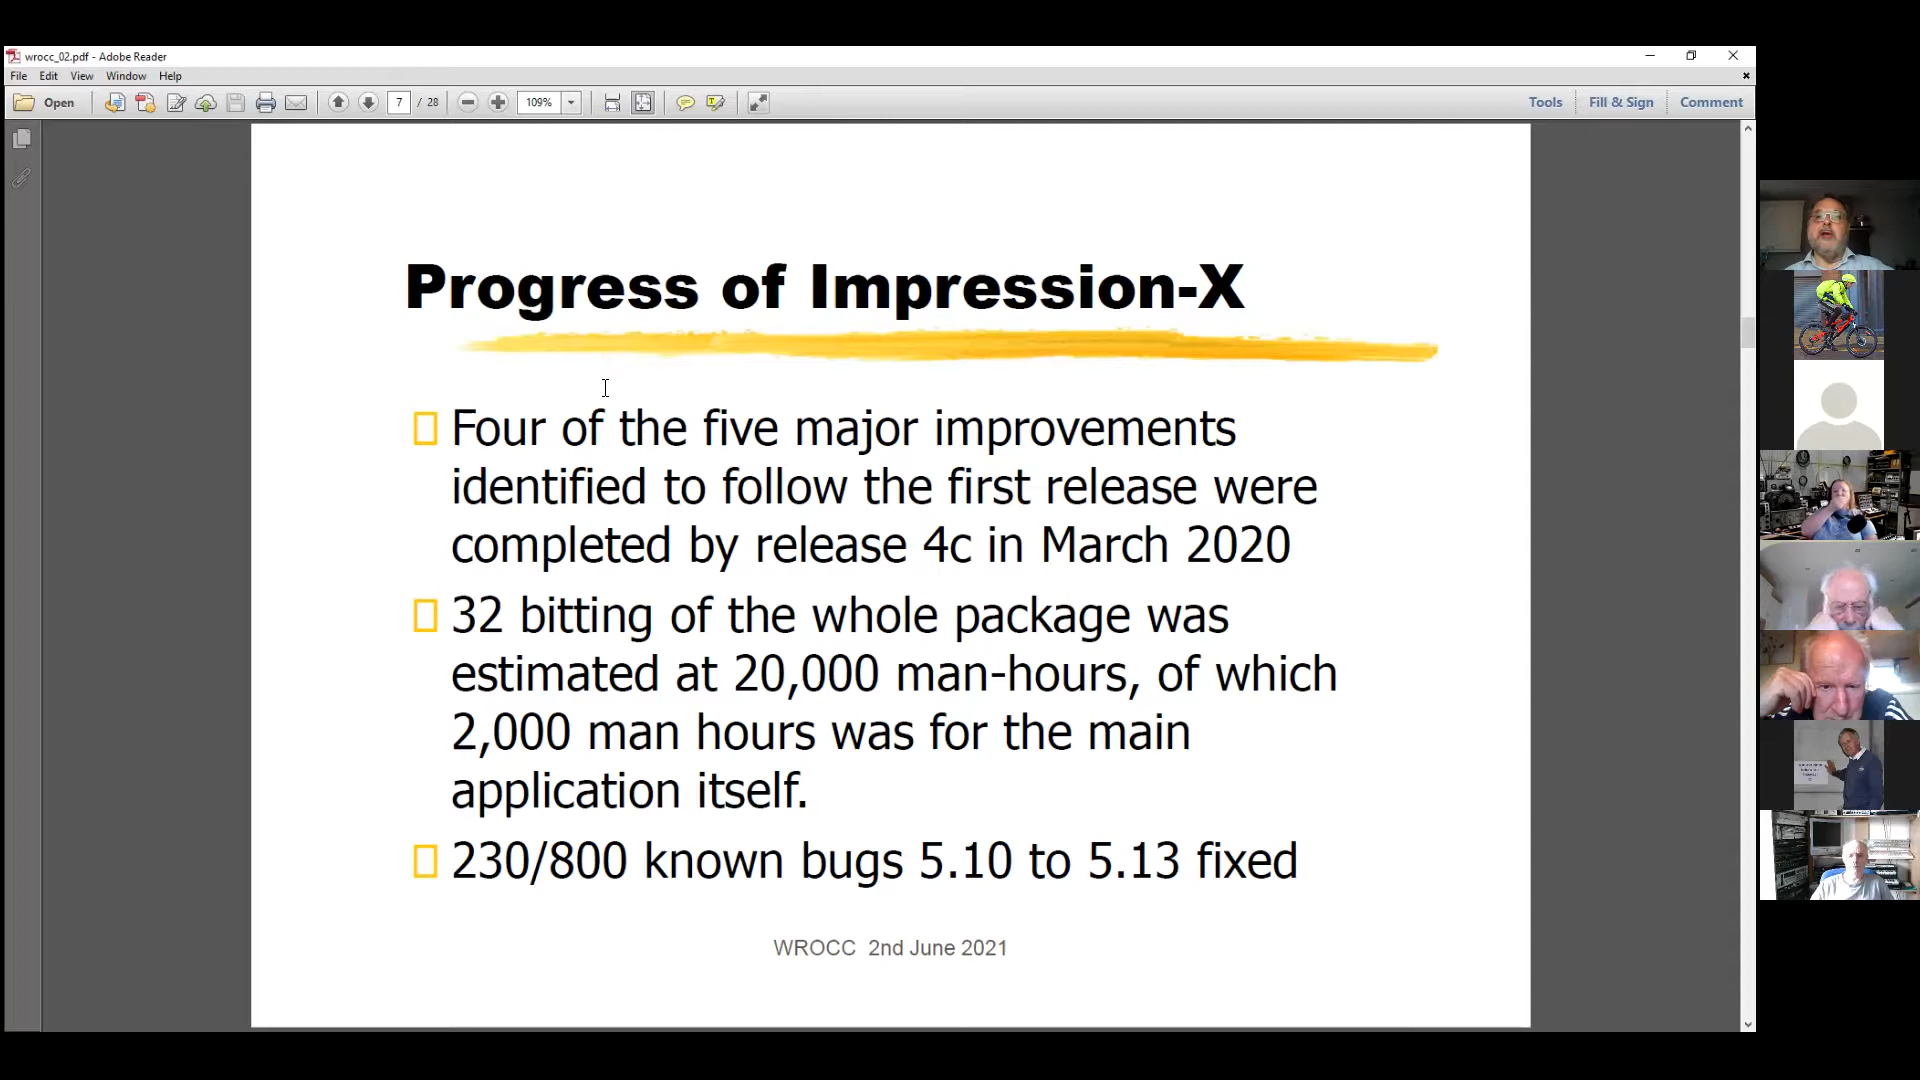 wrocc_02.pdf - Adobe Reader
File Edit View Window Help
Open 7 / 28 109% Tools Fill & Sign Comment
Progress of Impression-X
Four of the five major improvements
identified to follow the first release were
completed by release 4c in March 2020
32 bitting of the whole package was
estimated at 20,000 man-hours, of which
2,000 man hours was for the main
application itself.
230/800 known bugs 5.10 to 5.13 fixed
WROCC 2nd June 2021